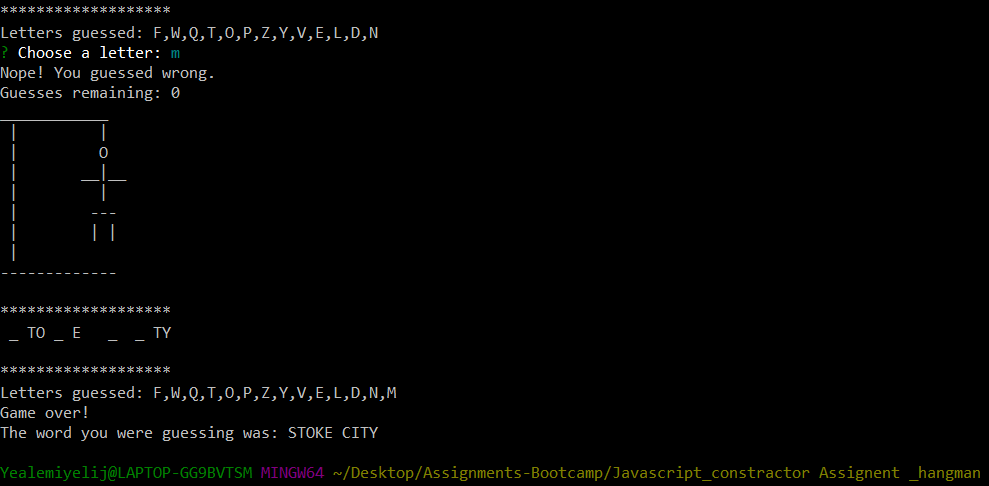 *******************
Letters guessed: F,W,Q,T,O,P,Z,Y,V,E,L,D,N
? Choose a letter: m
Nope! You guessed wrong.
Guesses remaining: 0
____________
 |         |
 |         O
 |       __|__
 |         |
 |        ---
 |        | |
 |
-------------
*******************
 _ TO _ E   _  _ TY
*******************
Letters guessed: F,W,Q,T,O,P,Z,Y,V,E,L,D,N,M
Game over!
The word you were guessing was: STOKE CITY
Yealemiyelij@LAPTOP-GG9BVTSM MINGW64 ~/Desktop/Assignments-Bootcamp/Javascript_constractor Assignent _hangman